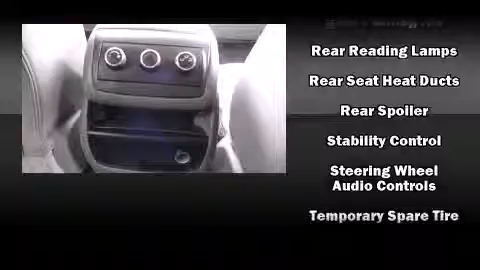 Rear Reading Lamps
Rear Seat Heat Ducts
Rear Spoiler
Stability Control
Steering Wheel
Audio Controls
Temporary Spare Tire